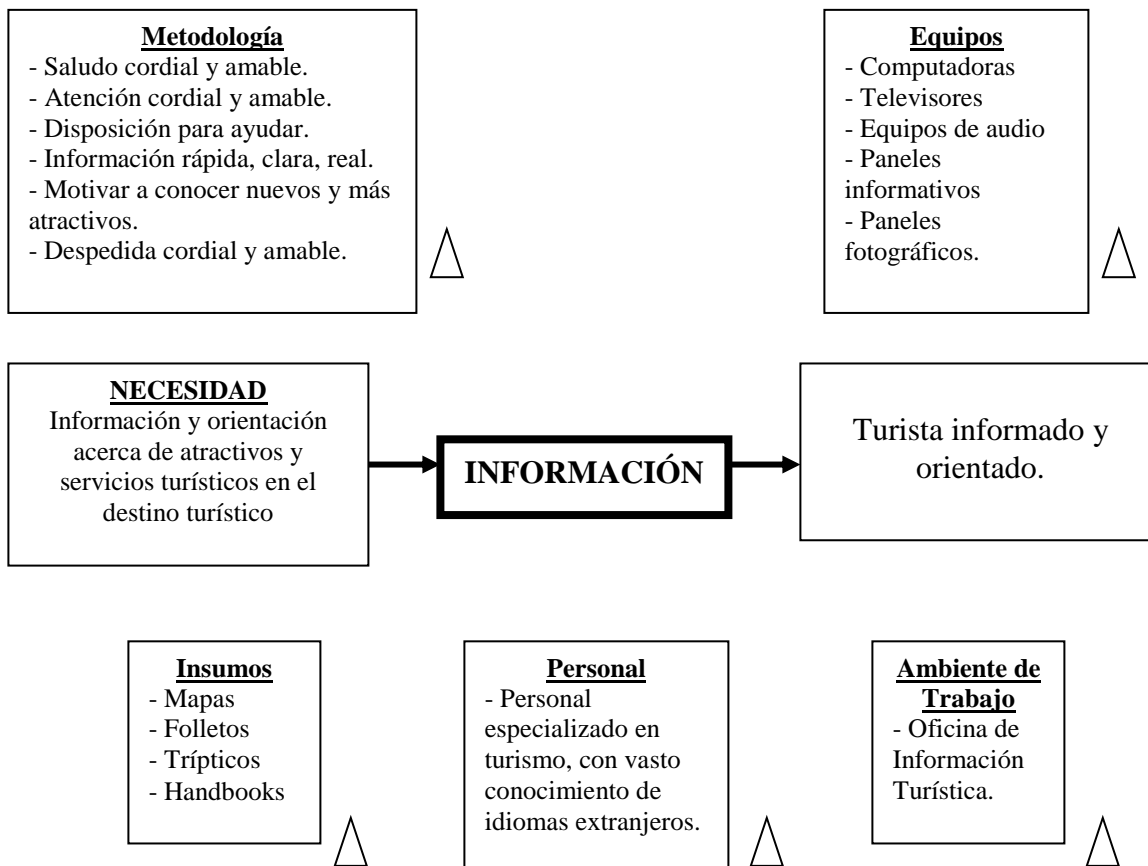 Metodología
- Saludo cordial y amable.
- Atención cordial y amable.
- Disposición para ayudar.
- Información rápida, clara, real.
- Motivar a conocer nuevos y más
atractivos.
- Despedida cordial y amable.
Equipos
- Computadoras
- Televisores
- Equipos de audio
- Paneles
informativos
- Paneles
fotográficos.
NECESIDAD
Información y orientación
acerca de atractivos y
servicios turísticos en el
destino turístico
INFORMACIÓN
Turista informado y
orientado.
Insumos
- Mapas
- Folletos
- Trípticos
- Handbooks
Personal
- Personal
especializado en
turismo, con vasto
conocimiento de
idiomas extranjeros.
Ambiente de
Trabajo
- Oficina de
Información
Turística.